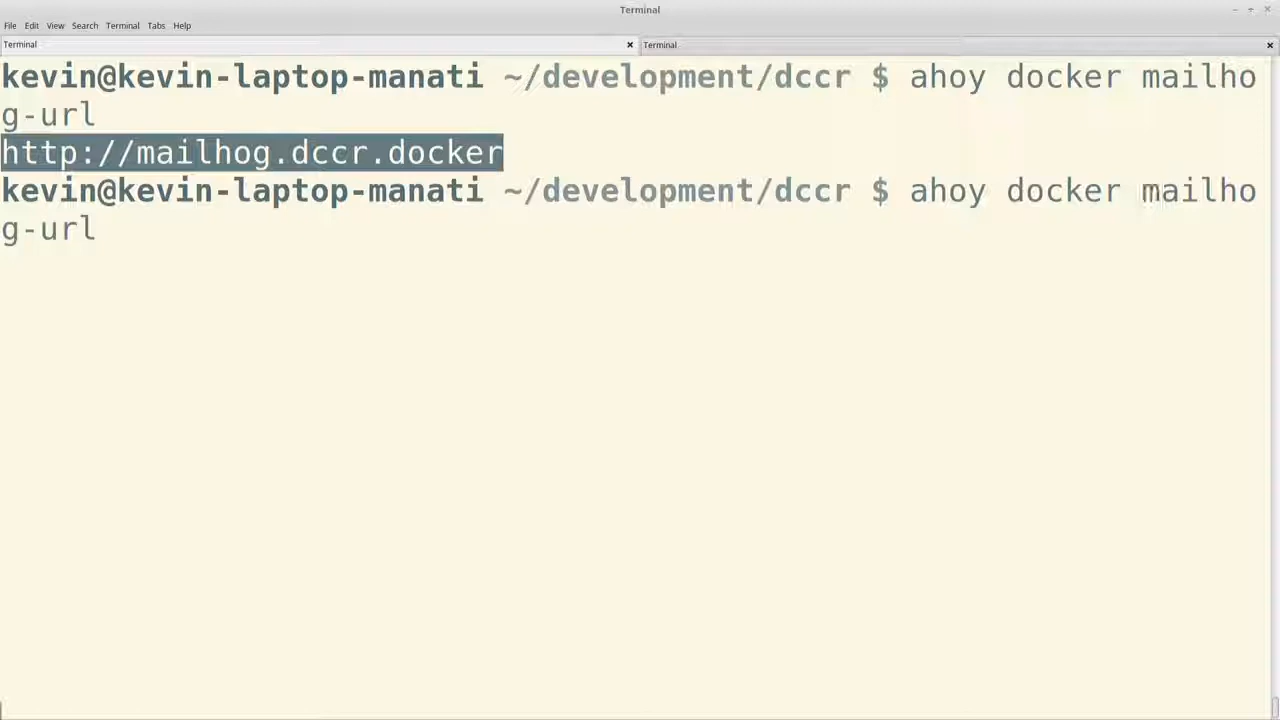 Terminal
File Edit View Search Terminal Tabs Help
Terminal Terminal
kevin@kevin-laptop-manati ~/development/dccr $ ahoy docker mailho
g-url
http://mailhog.dccr.docker
kevin@kevin-laptop-manati ~/development/dccr $ ahoy docker mailho
g-url